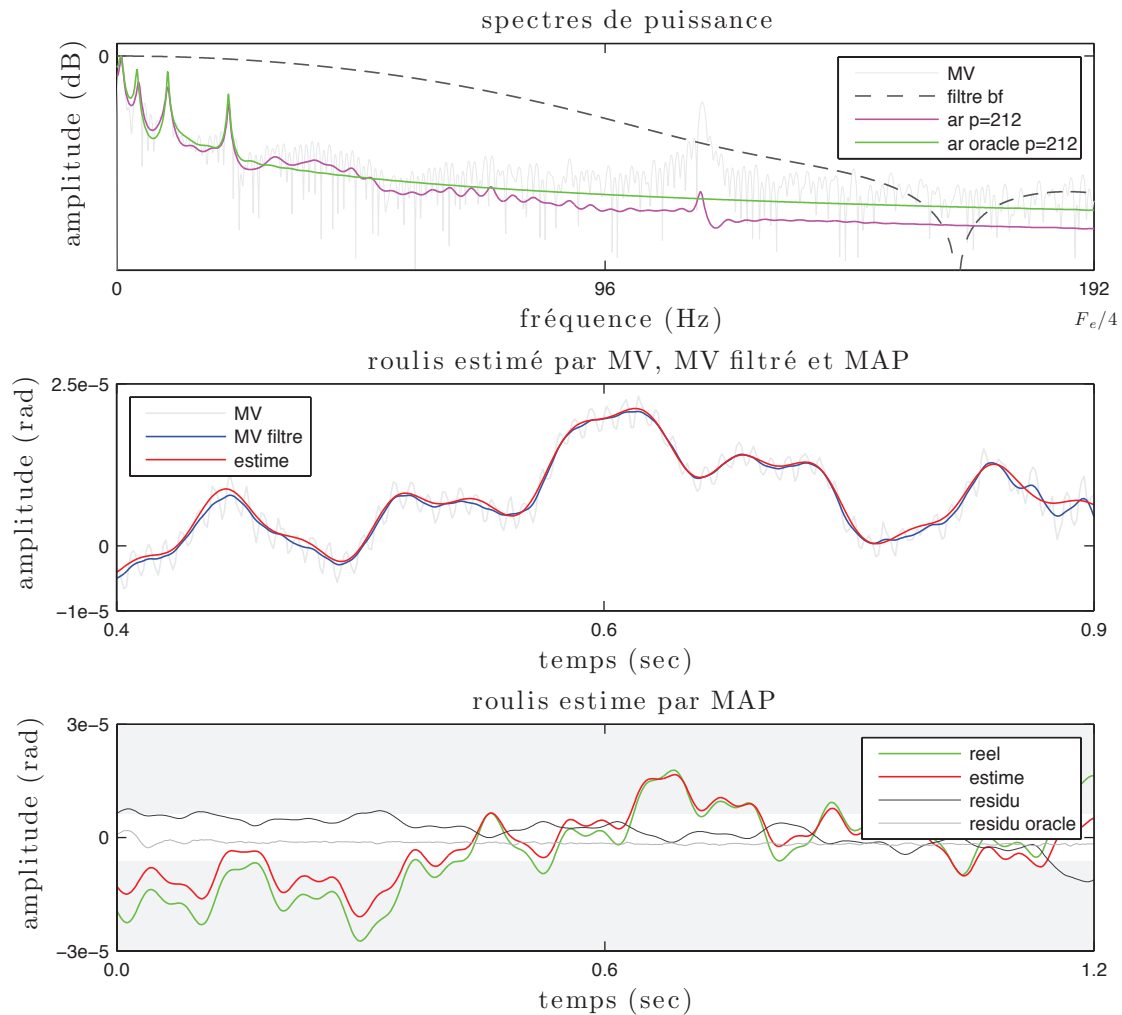 spectres de puissance
amplitude (dB)
0
MV
filtre bf
ar p=212
ar oracle p=212
0
96
192
fréquence (Hz)
F_e/4
roulis estimé par MV, MV filtré et MAP
amplitude (rad)
2.5e-5
0
−1e-5
MV
MV filtre
estime
0.4
0.6
0.9
temps (sec)
roulis estime par MAP
amplitude (rad)
3e-5
0
−3e-5
reel
estime
residu
residu oracle
0.0
0.6
1.2
temps (sec)